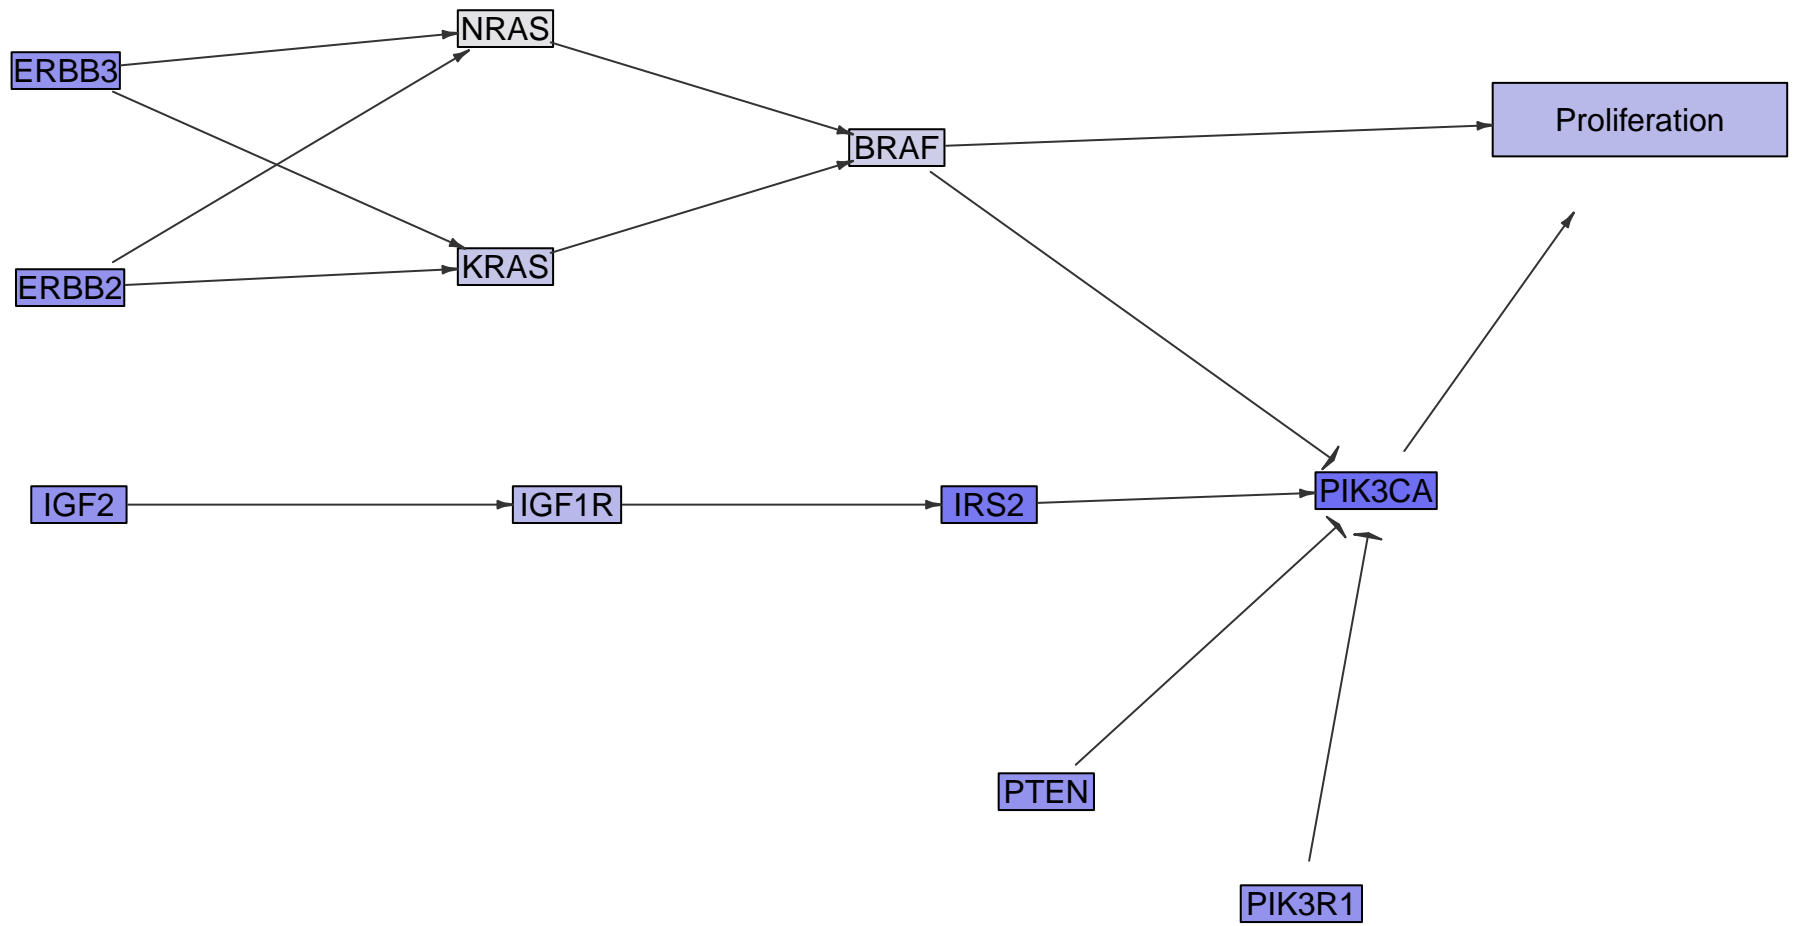 NRAS
ERBB3
Proliferation
BRAF
KRAS
ERBB2
IGF2
IGF1R
IRS2
PIK3CA
PTEN
PIK3R1